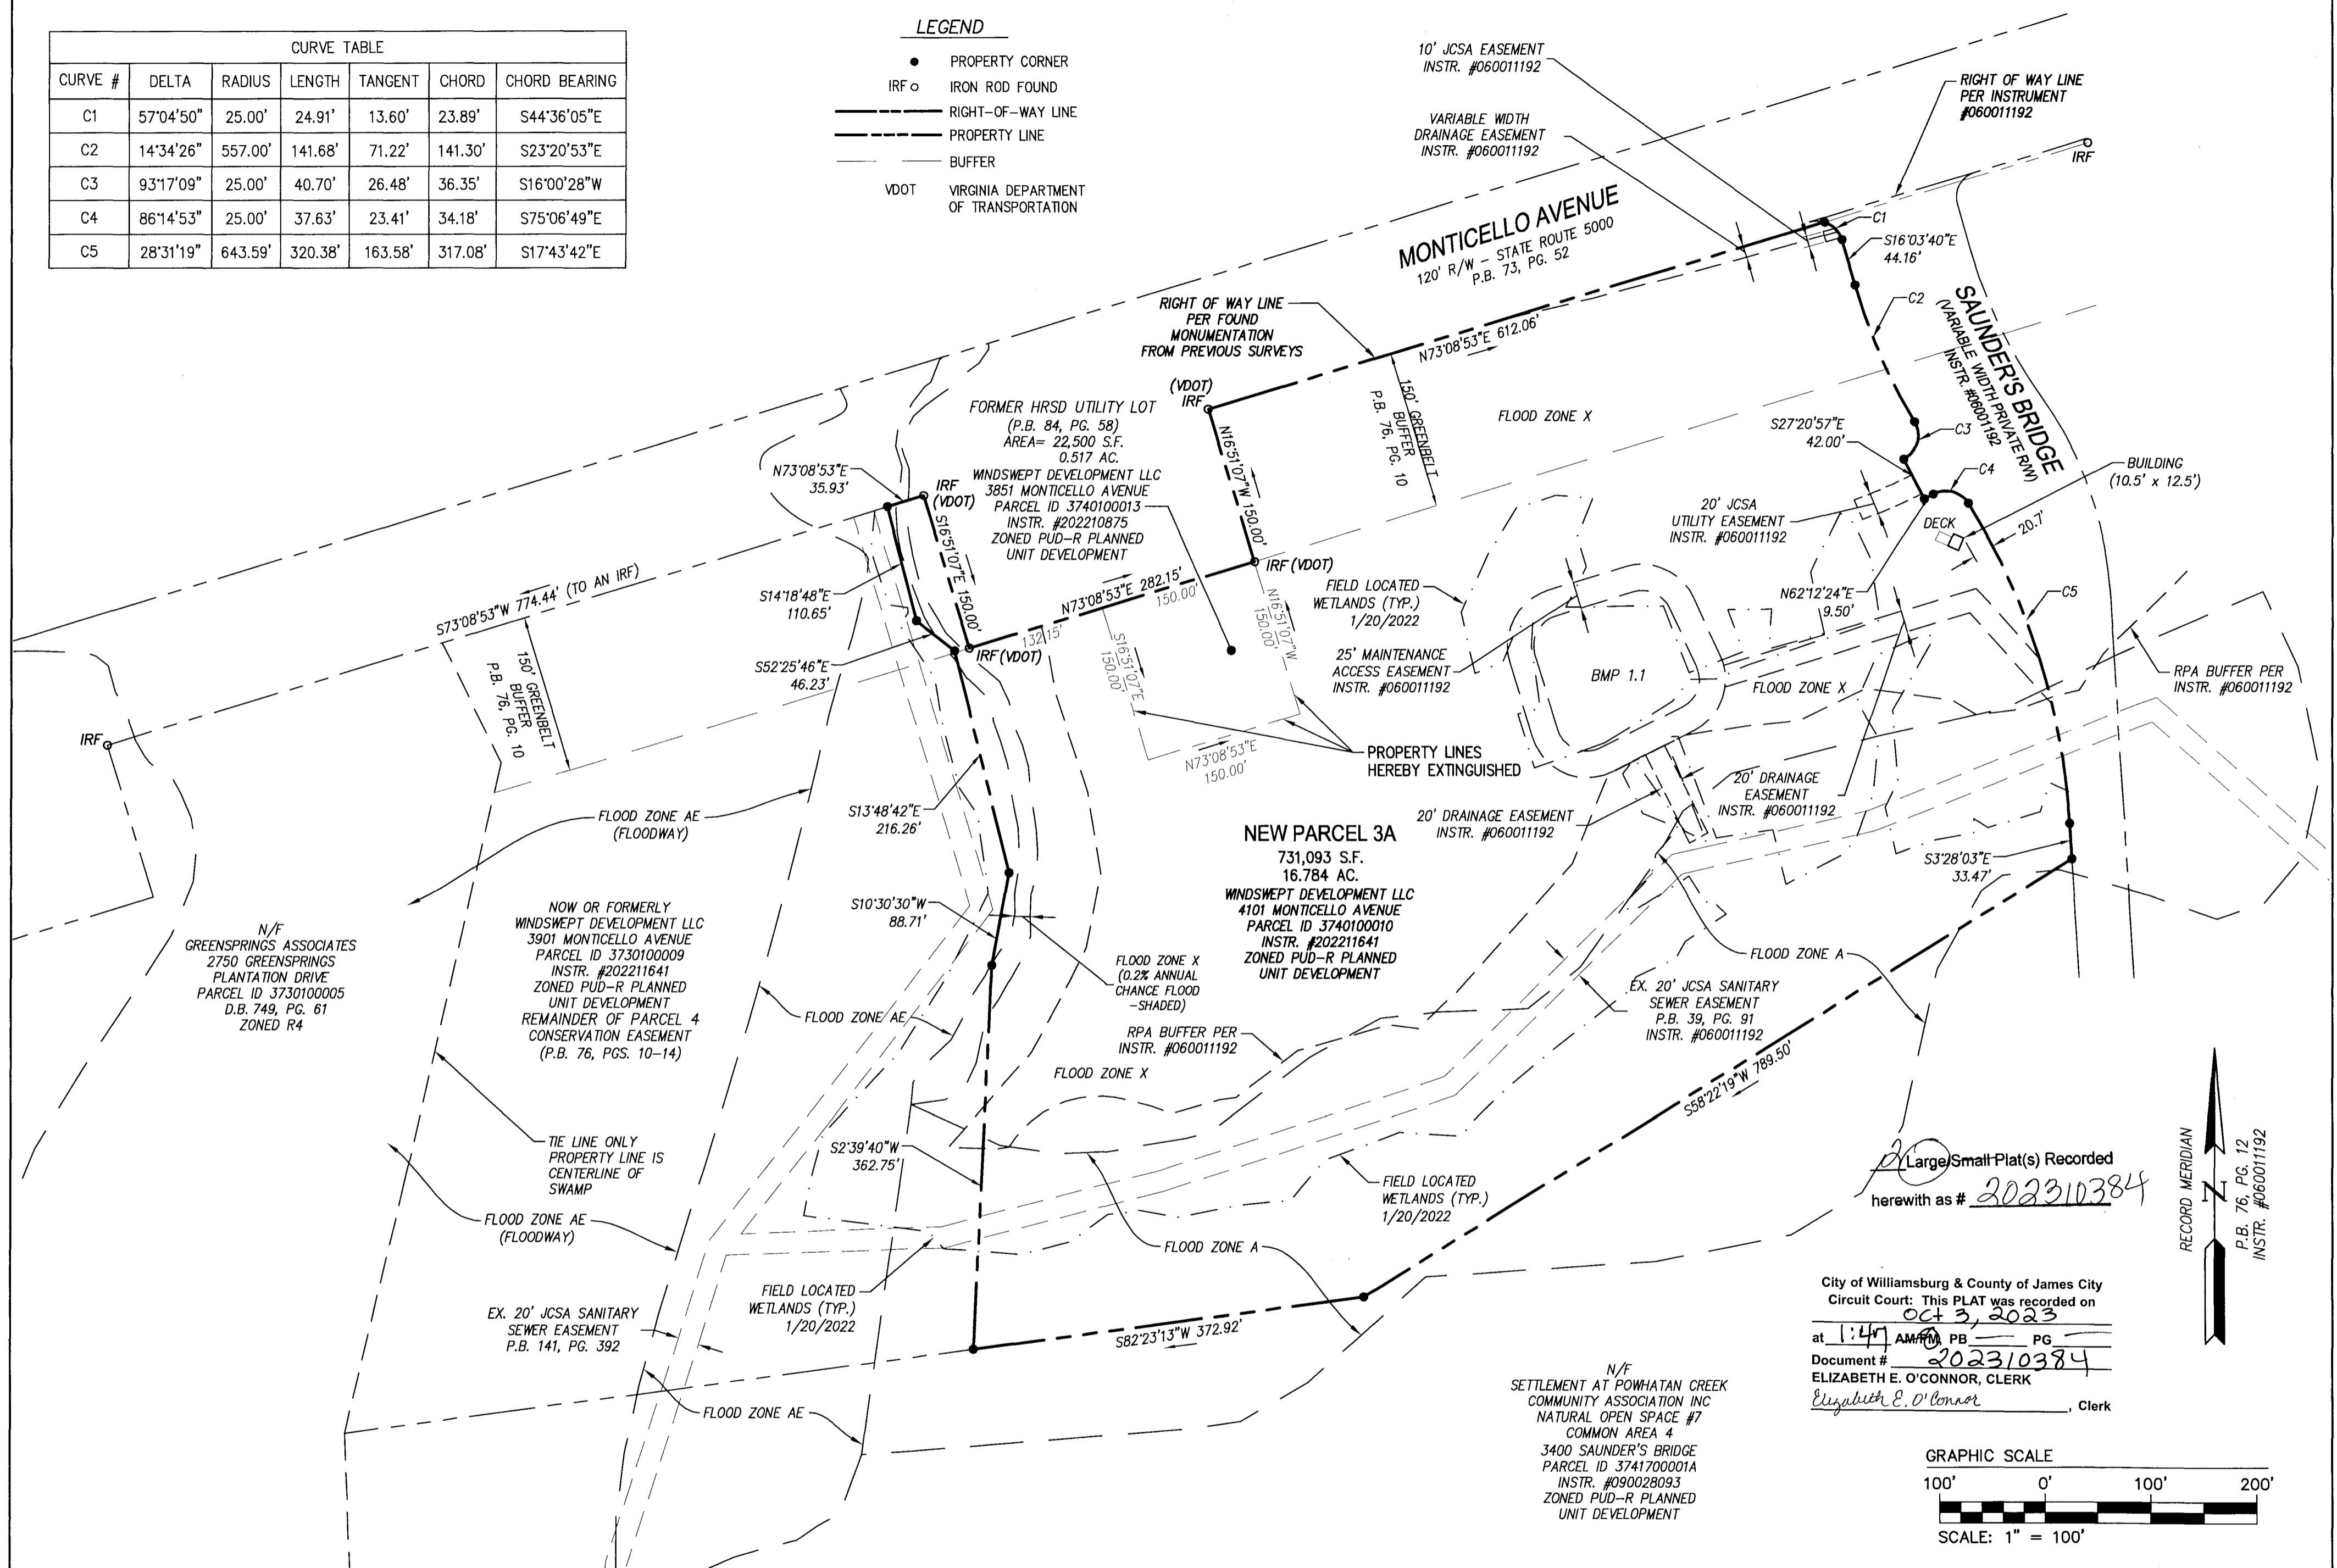 CURVE TABLE
CURVE # DELTA RADIUS LENGTH TANGENT CHORD CHORD BEARING
C1 57°04'50" 25.00' 24.91' 13.60' 23.89' S44°36'05"E
C2 14°34'26" 557.00' 141.68' 71.22' 141.30' S23°20'53"E
C3 93°17'09" 25.00' 40.70' 26.48' 36.35' S16°00'28"W
C4 86°14'53" 25.00' 37.63' 23.41' 34.18' S75°06'49"E
C5 28°31'19" 643.59' 320.38' 163.58' 317.08' S17°43'42"E
LEGEND
PROPERTY CORNER
IRF IRON ROD FOUND
RIGHT-OF-WAY LINE
PROPERTY LINE
BUFFER
VDOT VIRGINIA DEPARTMENT
OF TRANSPORTATION
10' JCSA EASEMENT
INSTR. #060011192
VARIABLE WIDTH
DRAINAGE EASEMENT
INSTR. #060011192
RIGHT OF WAY LINE
PER INSTRUMENT
#060011192
IRF
MONTICELLO AVENUE
120' R/W - STATE ROUTE 5000
P.B. 73, PG. 52
C1
S16°03'40"E
44.16'
C2
SAUNDER'S BRIDGE
(VARIABLE WIDTH PRIVATE R/W)
INSTR. #060011192
RIGHT OF WAY LINE
PER FOUND
MONUMENTATION
FROM PREVIOUS SURVEYS
N73°08'53"E 612.06'
(VDOT)
IRF
150' GREENBELT
BUFFER
P.B. 76, PG. 10
FLOOD ZONE X
S27°20'57"E
42.00'
C3
C4
BUILDING
(10.5' x 12.5')
20' JCSA
UTILITY EASEMENT
INSTR. #060011192
DECK
20.7'
N62°12'24"E
9.50'
C5
FORMER HRSD UTILITY LOT
(P.B. 84, PG. 58)
AREA= 22,500 S.F.
0.517 AC.
WINDSWEPT DEVELOPMENT LLC
3851 MONTICELLO AVENUE
PARCEL ID 3740100013
INSTR. #202210875
ZONED PUD-R PLANNED
UNIT DEVELOPMENT
N16°51'07"W 150.00'
IRF (VDOT)
N73°08'53"E
35.93'
IRF
(VDOT)
S16°51'07"E 150.00'
N73°08'53"E 282.15'
150.00'
132.15'
IRF (VDOT)
S16°51'07"E
150.00'
N16°51'07"W
150.00'
N73°08'53"E
150.00'
PROPERTY LINES
HEREBY EXTINGUISHED
S14°18'48"E
110.65'
S52°25'46"E
46.23'
S73°08'53"W 774.44' (TO AN IRF)
150' GREENBELT
BUFFER
P.B. 76, PG. 10
IRF
FIELD LOCATED
WETLANDS (TYP.)
1/20/2022
25' MAINTENANCE
ACCESS EASEMENT
INSTR. #060011192
BMP 1.1
FLOOD ZONE X
RPA BUFFER PER
INSTR. #060011192
20' DRAINAGE
EASEMENT
INSTR. #060011192
20' DRAINAGE EASEMENT
INSTR. #060011192
FLOOD ZONE AE
(FLOODWAY)
S13°48'42"E
216.26'
NEW PARCEL 3A
731,093 S.F.
16.784 AC.
WINDSWEPT DEVELOPMENT LLC
4101 MONTICELLO AVENUE
PARCEL ID 3740100010
INSTR. #202211641
ZONED PUD-R PLANNED
UNIT DEVELOPMENT
S3°28'03"E
33.47'
S10°30'30"W
88.71'
N/F
GREENSPRINGS ASSOCIATES
2750 GREENSPRINGS
PLANTATION DRIVE
PARCEL ID 3730100005
D.B. 749, PG. 61
ZONED R4
NOW OR FORMERLY
WINDSWEPT DEVELOPMENT LLC
3901 MONTICELLO AVENUE
PARCEL ID 3730100009
INSTR. #202211641
ZONED PUD-R PLANNED
UNIT DEVELOPMENT
REMAINDER OF PARCEL 4
CONSERVATION EASEMENT
(P.B. 76, PGS. 10-14)
FLOOD ZONE AE
FLOOD ZONE X
(0.2% ANNUAL
CHANCE FLOOD
-SHADED)
RPA BUFFER PER
INSTR. #060011192
FLOOD ZONE X
FLOOD ZONE A
EX. 20' JCSA SANITARY
SEWER EASEMENT
P.B. 39, PG. 91
INSTR. #060011192
S58°22'19"W 789.50'
TIE LINE ONLY
PROPERTY LINE IS
CENTERLINE OF
SWAMP
S2°39'40"W
362.75'
FLOOD ZONE AE
(FLOODWAY)
FIELD LOCATED
WETLANDS (TYP.)
1/20/2022
FLOOD ZONE A
FIELD LOCATED
WETLANDS (TYP.)
1/20/2022
EX. 20' JCSA SANITARY
SEWER EASEMENT
P.B. 141, PG. 392
S82°23'13"W 372.92'
FLOOD ZONE AE
N/F
SETTLEMENT AT POWHATAN CREEK
COMMUNITY ASSOCIATION INC
NATURAL OPEN SPACE #7
COMMON AREA 4
3400 SAUNDER'S BRIDGE
PARCEL ID 3741700001A
INSTR. #090028093
ZONED PUD-R PLANNED
UNIT DEVELOPMENT
2 Large/Small Plat(s) Recorded
herewith as # 202310384
RECORD MERIDIAN
N
P.B. 76, PG. 12
INSTR. #060011192
City of Williamsburg & County of James City
Circuit Court: This PLAT was recorded on
Oct 3, 2023
at 1:47 AM/PM, PB PG
Document # 202310384
ELIZABETH E. O'CONNOR, CLERK
Elizabeth E. O'Connor, Clerk
GRAPHIC SCALE
100' 0' 100' 200'
SCALE: 1" = 100'